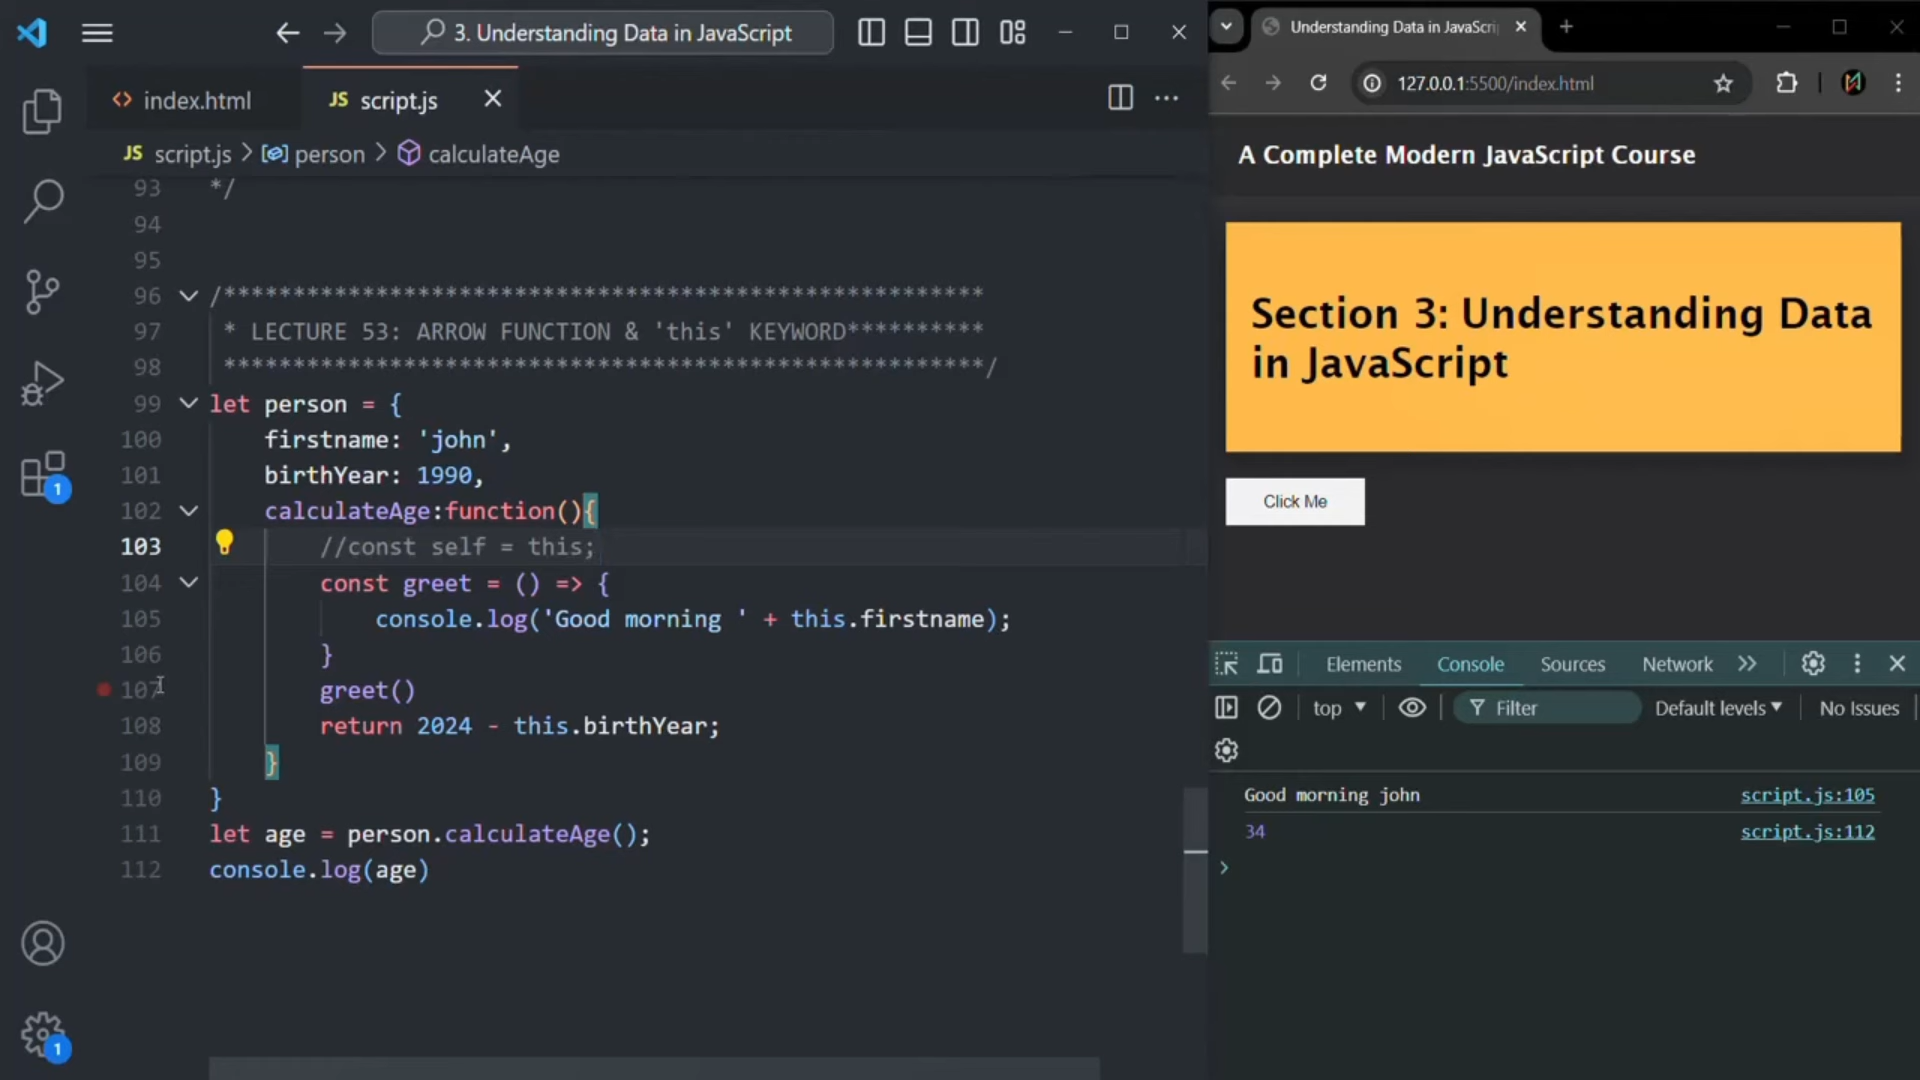 3. Understanding Data in JavaScript
index.html
JS script.js
JS script.js > person > calculateAge
93 */
94
95
96 /*******************************************************
97 * LECTURE 53: ARROW FUNCTION & 'this' KEYWORD**********
98 *******************************************************/
99 let person = {
100 firstname: 'john',
101 birthYear: 1990,
102 calculateAge:function(){
103 //const self = this;
104 const greet = () => {
105 console.log('Good morning ' + this.firstname);
106 }
107 greet()
108 return 2024 - this.birthYear;
109 }
110 }
111 let age = person.calculateAge();
112 console.log(age)
1
1
Understanding Data in JavaScri
127.0.0.1:5500/index.html
A Complete Modern JavaScript Course
Section 3: Understanding Data
in JavaScript
Click Me
Elements Console Sources Network
top Filter Default levels No Issues
Good morning john script.js:105
34 script.js:112